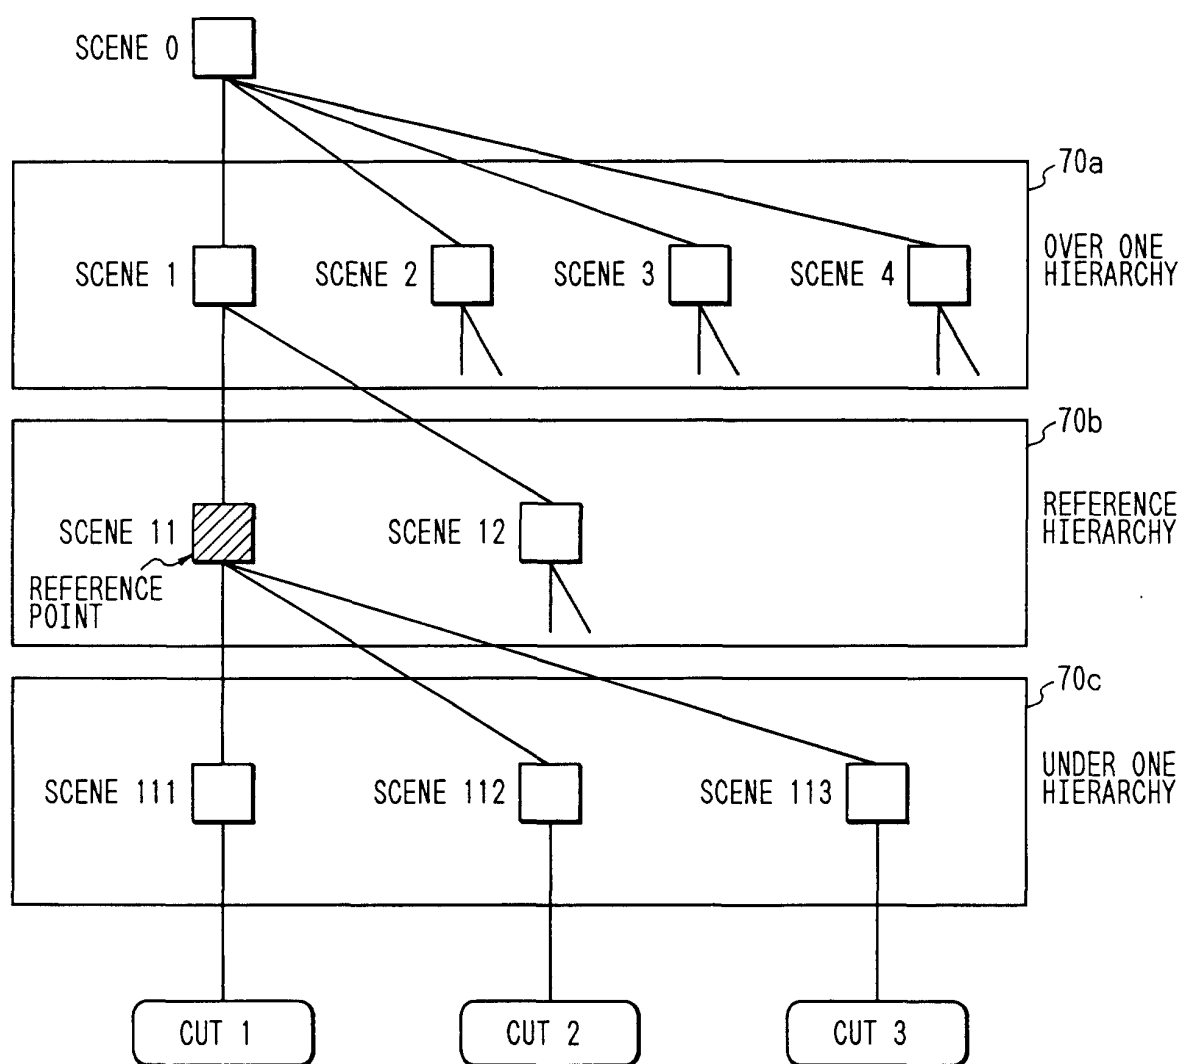 SCENE 0
70a
SCENE 1
SCENE 2
SCENE 3
SCENE 4
OVER ONE
HIERARCHY
70b
SCENE 11
SCENE 12
REFERENCE
HIERARCHY
REFERENCE
POINT
70c
SCENE 111
SCENE 112
SCENE 113
UNDER ONE
HIERARCHY
CUT 1
CUT 2
CUT 3